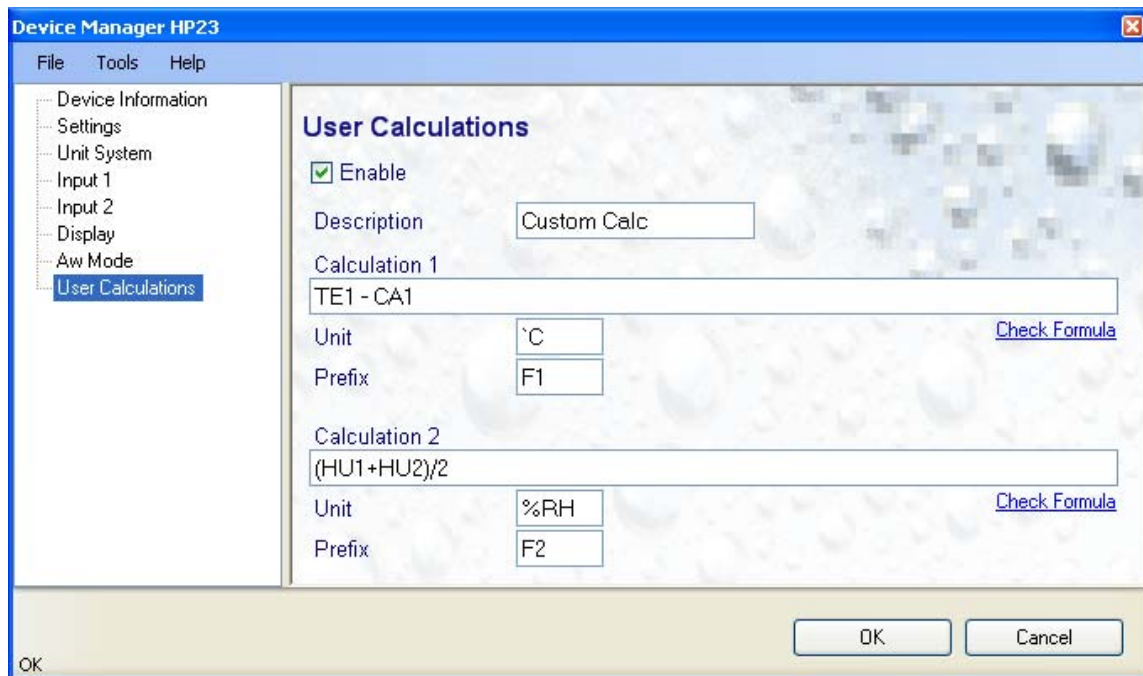 Device Manager HP23
File Tools Help
Device Information
Settings
Unit System
Input 1
Input 2
Display
Aw Mode
User Calculations
User Calculations
Enable
Description Custom Calc
Calculation 1
TE1 - CA1
Unit `C Check Formula
Prefix F1
Calculation 2
(HU1+HU2)/2
Unit %RH Check Formula
Prefix F2
OK Cancel
OK